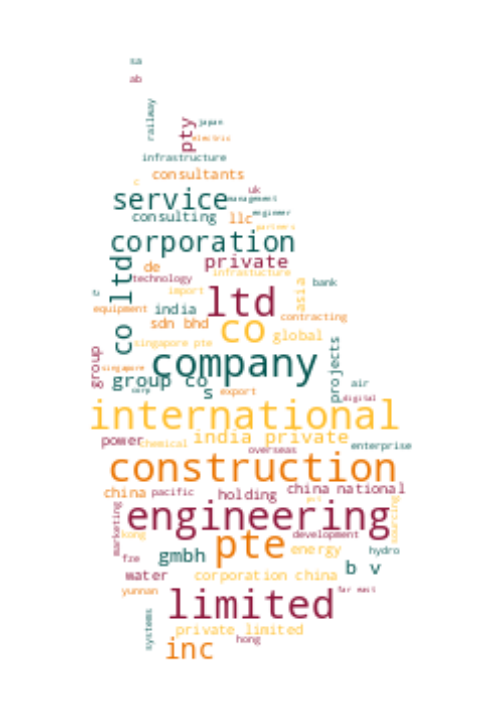 sa
ab
railway
pty
japan
electric
infrastructure
consultants
c
uk
service
management
consulting
llc
engineer
partners
corporation
co ltd
private
de
infrastucture
technology
asia
bank
import
ltd
equipment
india
contracting
sdn bhd
co
global
singapore pte
projects
group
company
singapore
group co
air
corp
s
export
digital
international
power
chemical
india private
overseas
enterprise
construction
china
pacific
holding
china national
marketing
engineering
sourcing
kong
pte
development
fze
gmbh
energy
hydro
b v
water
corporation china
yunnan
limited
far east
systems
private limited
hong
inc